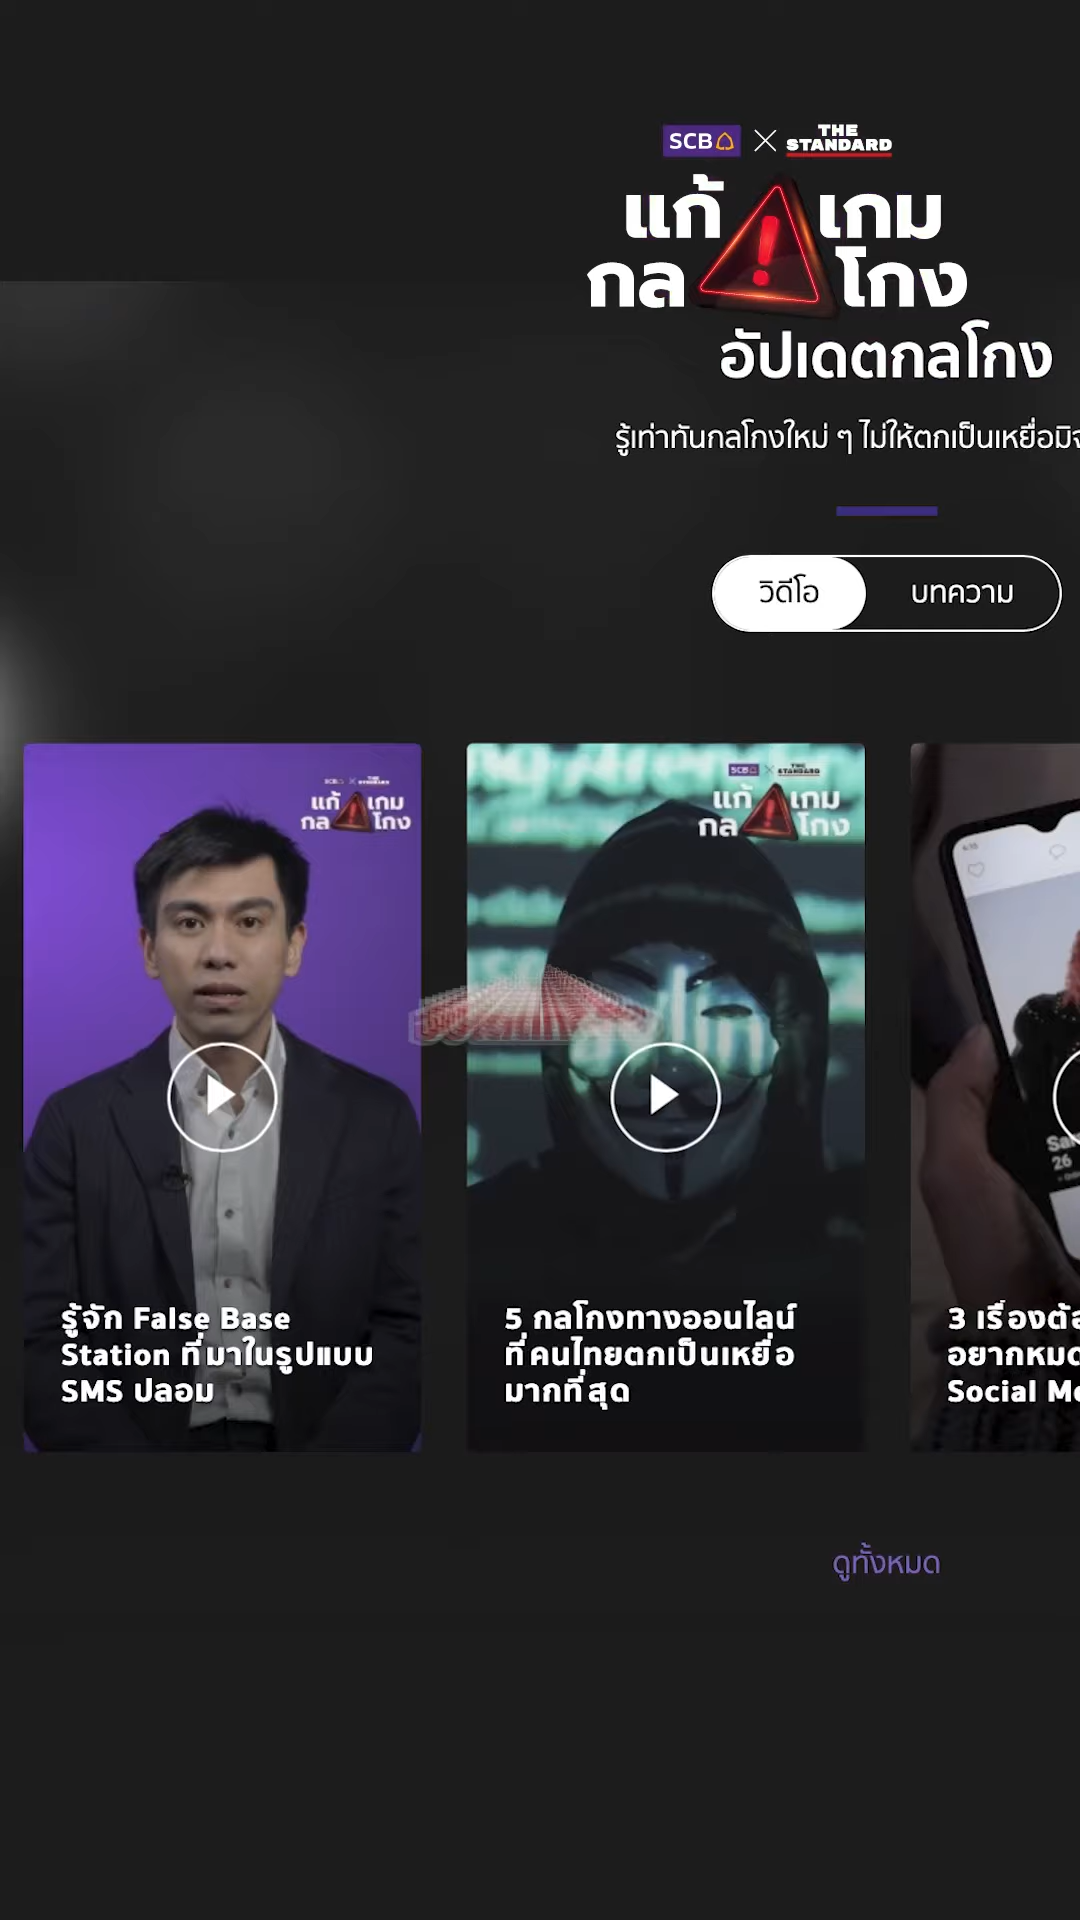 SCB
THE
STANDARD
แก้ เกม
กล โกง
อัปเดตกลโกง
รู้เท่าทันกลโกงใหม่ ๆ ไม่ให้ตกเป็นเหยื่อ
วิดีโอ
บทความ
SCB THE STANDARD
แก้ เกม
กล โกง
SCB THE STANDARD
แก้ เกม
กล โกง
รู้จัก False Base
Station ที่มาในรูปแบบ
SMS ปลอม
5 กลโกงทางออนไลน์
ที่คนไทยตกเป็นเหยื่อ
มากที่สุด
26
3 เรื่อง
อยากหมด
Social
ดูทั้งหมด